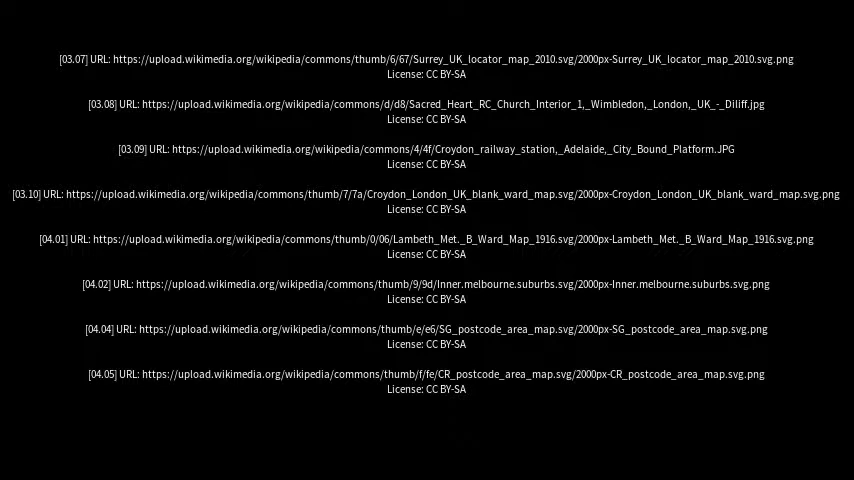 [03.07] URL: https://upload.wikimedia.org/wikipedia/commons/thumb/6/67/Surrey_UK_locator_map_2010.svg/2000px-Surrey_UK_locator_map_2010.svg.png
License: CC BY-SA
[03.08] URL: https://upload.wikimedia.org/wikipedia/commons/d/d8/Sacred_Heart_RC_Church_Interior_1,_Wimbledon,_London,_UK_-_Diliff.jpg
License: CC BY-SA
[03.09] URL: https://upload.wikimedia.org/wikipedia/commons/4/4f/Croydon_railway_station,_Adelaide,_City_Bound_Platform.JPG
License: CC BY-SA
[03.10] URL: https://upload.wikimedia.org/wikipedia/commons/thumb/7/7a/Croydon_London_UK_blank_ward_map.svg/2000px-Croydon_London_UK_blank_ward_map.svg.png
License: CC BY-SA
[04.01] URL: https://upload.wikimedia.org/wikipedia/commons/thumb/0/06/Lambeth_Met._B_Ward_Map_1916.svg/2000px-Lambeth_Met._B_Ward_Map_1916.svg.png
License: CC BY-SA
[04.02] URL: https://upload.wikimedia.org/wikipedia/commons/thumb/9/9d/Inner.melbourne.suburbs.svg/2000px-Inner.melbourne.suburbs.svg.png
License: CC BY-SA
[04.04] URL: https://upload.wikimedia.org/wikipedia/commons/thumb/e/e6/SG_postcode_area_map.svg/2000px-SG_postcode_area_map.svg.png
License: CC BY-SA
[04.05] URL: https://upload.wikimedia.org/wikipedia/commons/thumb/f/fe/CR_postcode_area_map.svg/2000px-CR_postcode_area_map.svg.png
License: CC BY-SA